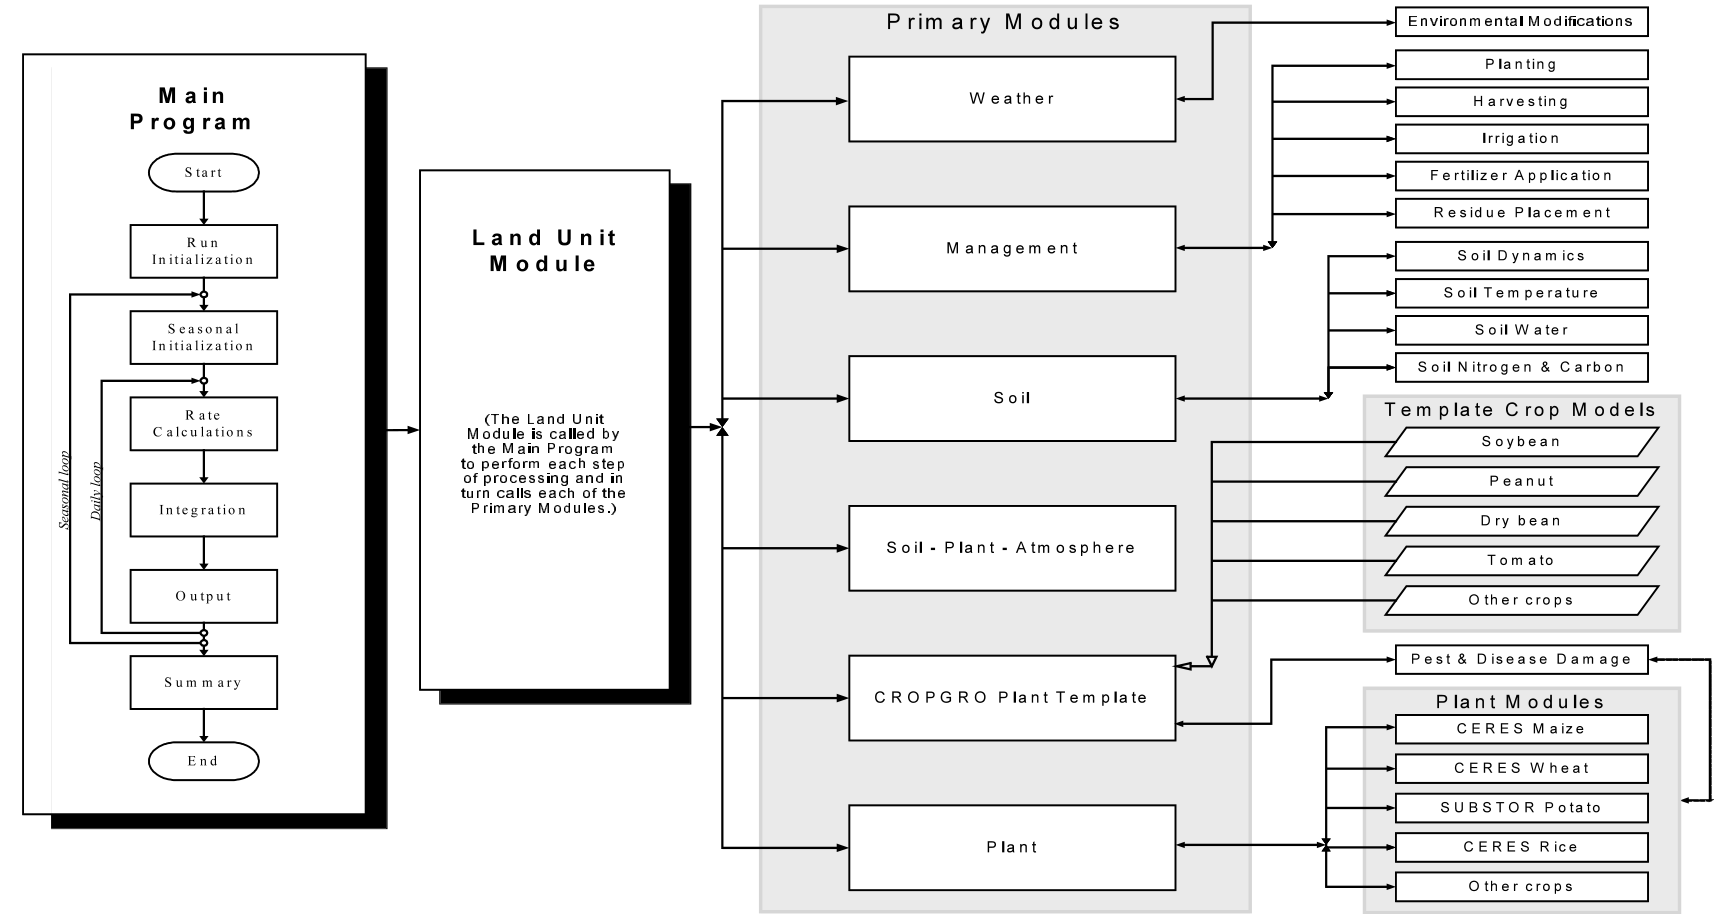 Main
Program
Start
Run
Initialization
Seasonal
Initialization
Rate
Calculations
Integration
Output
Summary
End
Seasonal loop
Daily loop
Land Unit
Module
(The Land Unit
Module is called by
the Main Program
to perform each step
of processing and in
turn calls each of the
Primary Modules.)
Primary Modules
Weather
Management
Soil
Soil - Plant - Atmosphere
CROPGRO Plant Template
Plant
Environmental Modifications
Planting
Harvesting
Irrigation
Fertilizer Application
Residue Placement
Soil Dynamics
Soil Temperature
Soil Water
Soil Nitrogen & Carbon
Template Crop Models
Soybean
Peanut
Dry bean
Tomato
Other crops
Pest & Disease Damage
Plant Modules
CERES Maize
CERES Wheat
SUBSTOR Potato
CERES Rice
Other crops